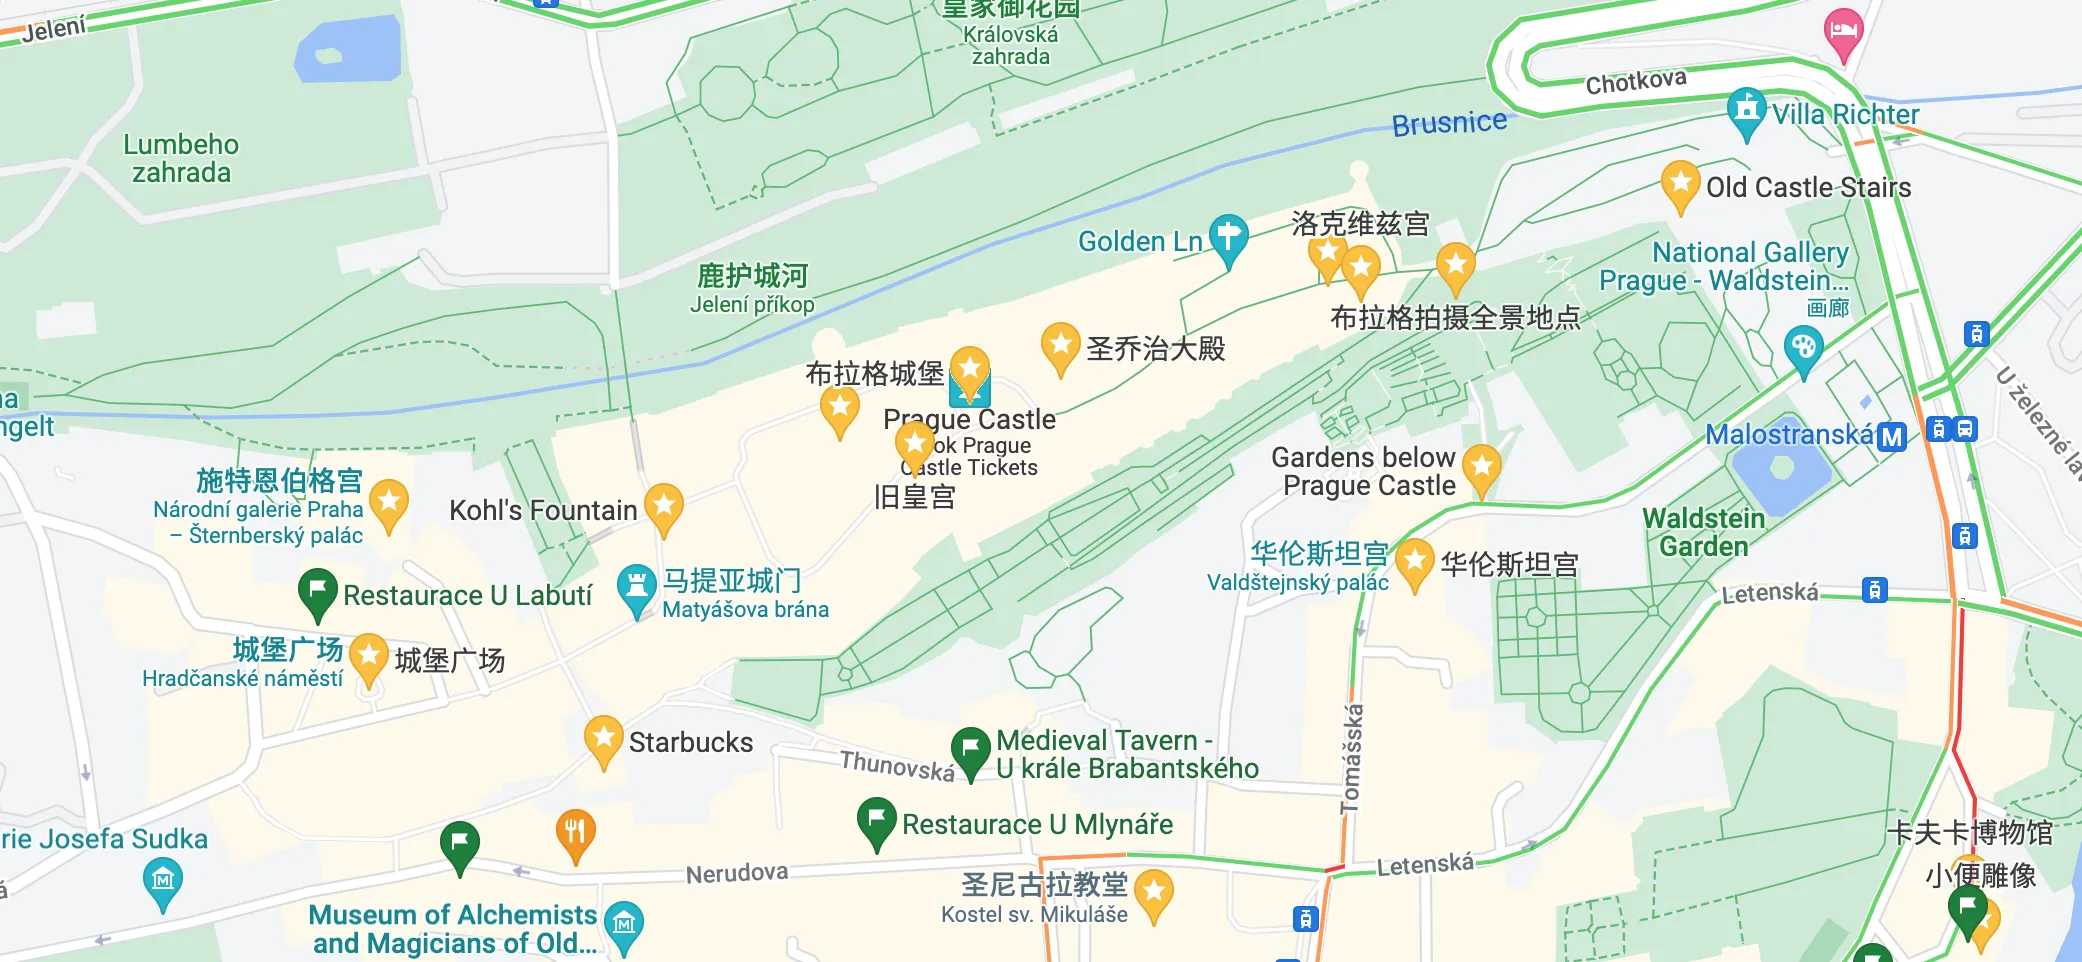 皇家御花园
Královská
zahrada
Jelení
Chotkova
Brusnice
Villa Richter
Lumbeho
zahrada
Old Castle Stairs
洛克维兹宫
Golden Ln
National Gallery
Prague - Waldstein...
画廊
鹿护城河
Jelení příkop
布拉格拍摄全景地点
圣乔治大殿
布拉格城堡
Prague Castle
ok Prague
Castle Tickets
旧皇宫
na
ngelt
U železné lav
Malostranská
M
Gardens below
Prague Castle
施特恩伯格宫
Národní galerie Praha
– Šternberský palác
Kohl's Fountain
Waldstein
Garden
华伦斯坦宫
Valdštejnský palác
华伦斯坦宫
马提亚城门
Matyášova brána
Restaurace U Labutí
Letenská
城堡广场
Hradčanské náměstí
城堡广场
Starbucks
Medieval Tavern -
U krále Brabantského
Thunovská
Tomášská
Restaurace U Mlynáře
rie Josefa Sudka
á
Nerudova
Letenská
卡夫卡博物馆
小便雕像
圣尼古拉教堂
Kostel sv. Mikuláše
Museum of Alchemists
and Magicians of Old...